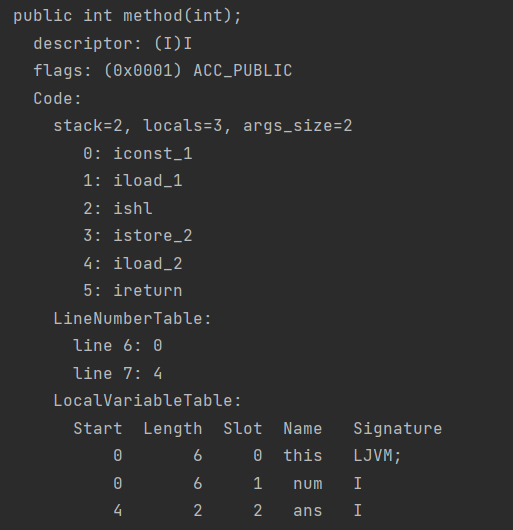 public int method(int);
descriptor: (I)I
flags: (0x0001) ACC_PUBLIC
Code:
stack=2, locals=3, args_size=2
0: iconst_1
1: iload_1
2: ishl
3: istore_2
4: iload_2
5: ireturn
LineNumberTable:
line 6: 0
line 7: 4
LocalVariableTable:
Start Length Slot Name Signature
0 6 0 this LJVM;
0 6 1 num I
4 2 2 ans I